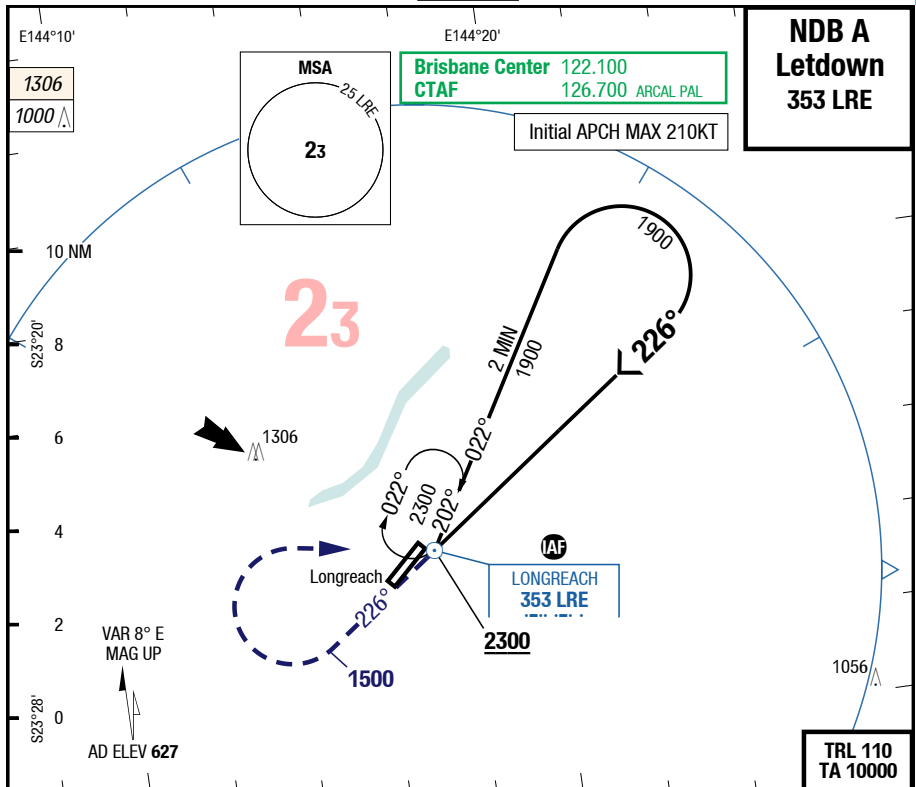 E144°10'
E144°20'
NDB A
Letdown
353 LRE
1306
1000
MSA
25 LRE
23
Brisbane Center 122.100
CTAF 126.700 ARCAL PAL
Initial APCH MAX 210KT
10 NM
1900
23
2 MIN
1900
226°
S23°20'
8
6
1306
022°
022°
2300
202°
4
IAF
Longreach
LONGREACH
353 LRE
226°
2
2300
VAR 8° E
MAG UP
1500
1056
S23°28'
0
AD ELEV 627
TRL 110
TA 10000